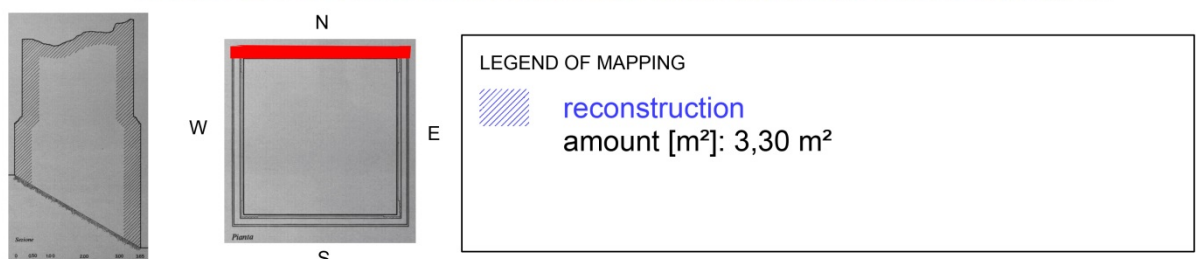 N
LEGEND OF MAPPING
reconstruction
amount [m²]: 3,30 m²
W
E
Pianta
Sezione
S